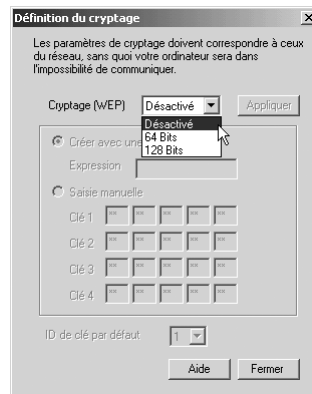 Définition du cryptage
Les paramètres de cryptage doivent correspondre à ceux
du réseau, sans quoi votre ordinateur sera dans
l'impossibilité de communiquer.
Cryptage (WEP) Désactivé Appliquer
Désactivé
64 Bits
128 Bits
Créer avec une
Expression
Saisie manuelle
Clé 1 ** ** ** ** **
Clé 2 ** ** ** ** **
Clé 3 ** ** ** ** **
Clé 4 ** ** ** ** **
ID de clé par défaut 1
Aide Fermer